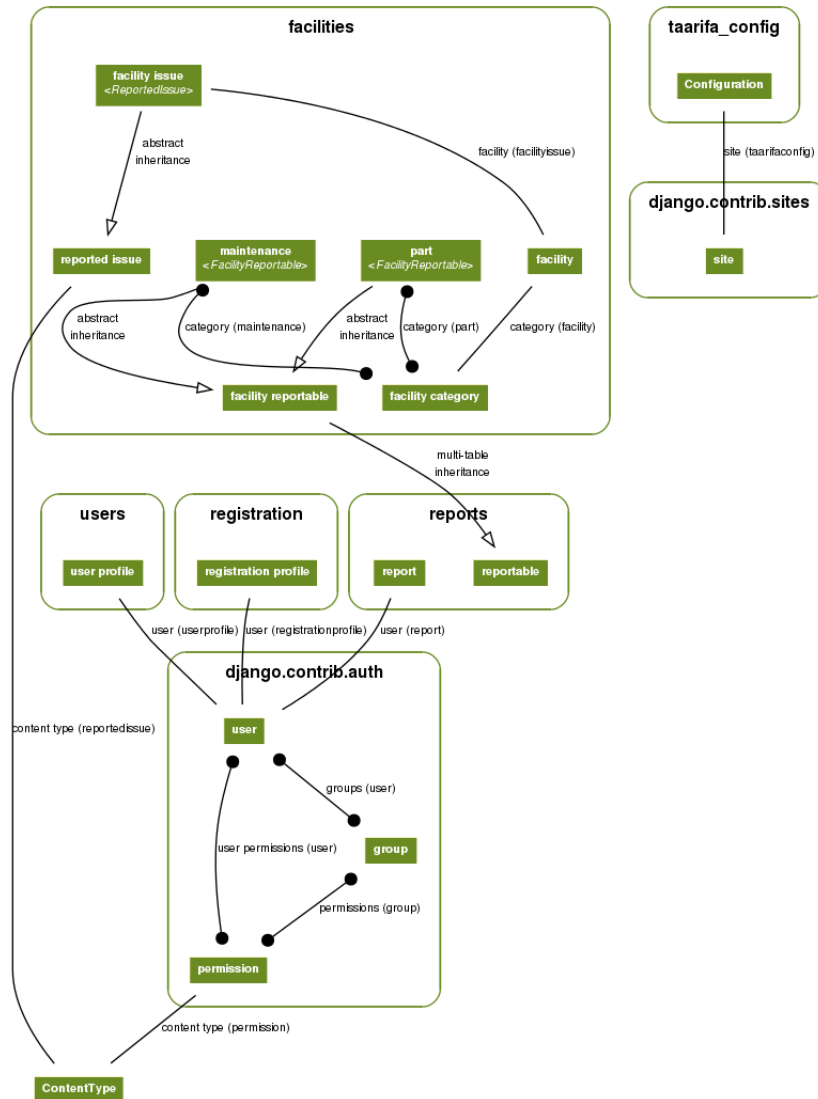 facilities
taarifa_config
facility issue
<ReportedIssue>
Configuration
abstract
inheritance
facility (facilityissue)
site (taarifaconfig)
django.contrib.sites
reported issue
maintenance
<FacilityReportable>
part
<FacilityReportable>
facility
site
abstract
inheritance
category (maintenance)
abstract
inheritance
category (part)
category (facility)
facility reportable
facility category
multi-table
inheritance
users
registration
reports
user profile
registration profile
report
reportable
user (userprofile)
user (registrationprofile)
user (report)
django.contrib.auth
user
content type (reportedissue)
groups (user)
user permissions (user)
group
permissions (group)
permission
content type (permission)
ContentType